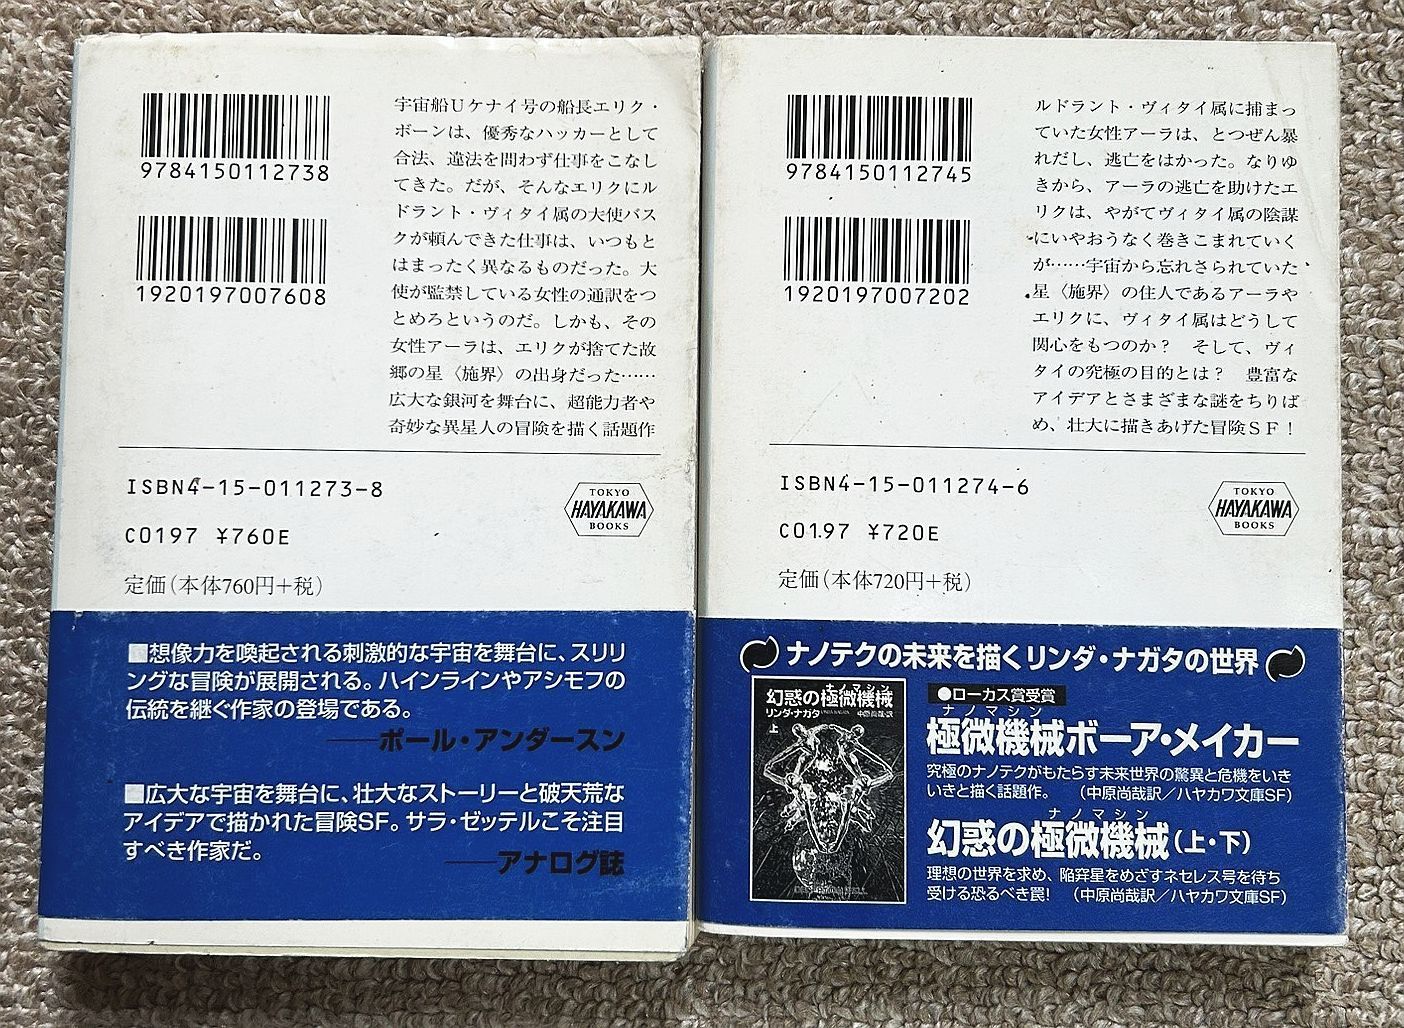 9784150112738
1920197007608
宇宙船Uケナイ号の船長エリク・
ボーンは、優秀なハッカーとして
合法、違法を問わず仕事をこなし
てきた。だが、そんなエリクにル
ドラント・ヴィタイ属の大使バス
クが頼んできた仕事は、いつもと
はまったく異なるものだった。大
使が監禁している女性の通訳をつ
とめろというのだ。しかも、その
女性アーラは、エリクが捨てた故
郷の星〈施界〉の出身だった……
広大な銀河を舞台に、超能力者や
奇妙な異星人の冒険を描く話題作
ISBN4-15-011273-8
C0197 ¥760E
定価(本体760円+税)
TOKYO
HAYAKAWA
BOOKS
■想像力を喚起される刺激的な宇宙を舞台に、スリリ
ングな冒険が展開される。ハインラインやアシモフの
伝統を継ぐ作家の登場である。
──ポール・アンダースン
■広大な宇宙を舞台に、壮大なストーリーと破天荒な
アイデアで描かれた冒険SF。サラ・ゼッテルこそ注目
すべき作家だ。
──アナログ誌
9784150112745
1920197007202
ルドラント・ヴィタイ属に捕まっ
ていた女性アーラは、とつぜん暴
れだし、逃亡をはかった。なりゆ
きから、アーラの逃亡を助けたエ
リクは、やがてヴィタイ属の陰謀
にいやおうなく巻きこまれていく
が……宇宙から忘れさられていた
星〈施界〉の住人であるアーラや
エリクに、ヴィタイ属はどうして
関心をもつのか？　そして、ヴィ
タイの究極の目的とは？　豊富な
アイデアとさまざまな謎をちりば
め、壮大に描きあげた冒険ＳＦ！
ISBN4-15-011274-6
C0197 ¥720E
定価(本体720円+税)
TOKYO
HAYAKAWA
BOOKS
ナノテクの未来を描くリンダ・ナガタの世界
ナノマシン
幻惑の極微機械
リンダ・ナガタ
中原尚哉・訳
上
●ローカス賞受賞
ナノマシン
極微機械ボーア・メイカー
究極のナノテクがもたらす未来世界の驚異と危機をいき
いきと描く話題作。　(中原尚哉訳／ハヤカワ文庫SF)
ナノマシン
幻惑の極微機械(上・下)
理想の世界を求め、陥穽星をめざすネセレス号を待ち
受ける恐るべき罠!　(中原尚哉訳／ハヤカワ文庫SF)